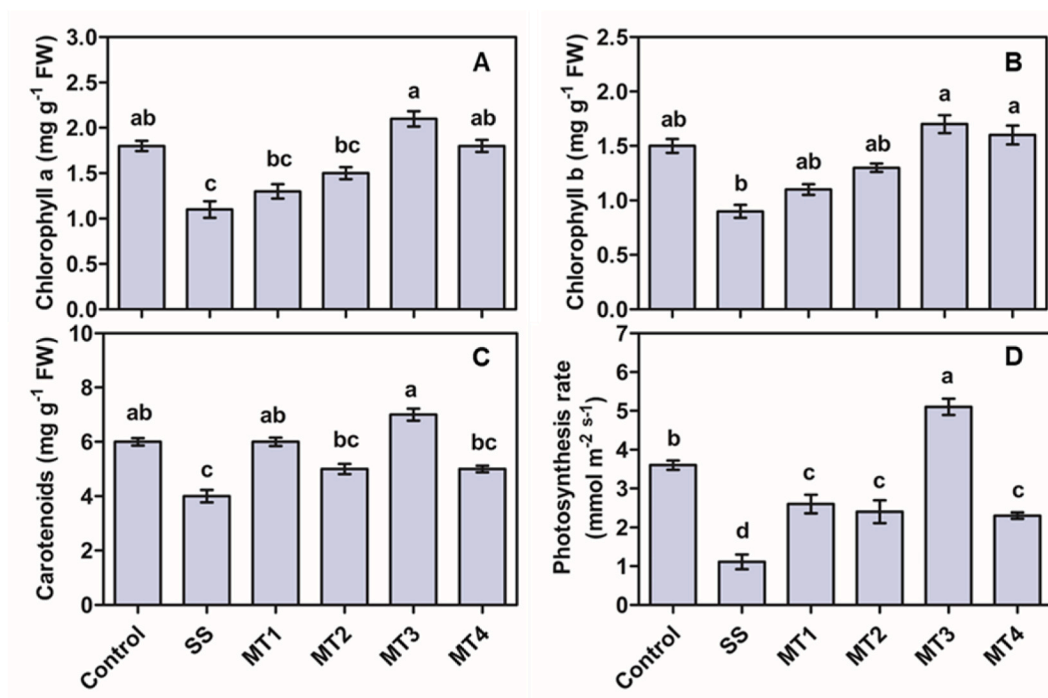 Chlorophyll a (mg g-1 FW)
3.0
2.5
2.0
1.5
1.0
0.5
0.0
A
ab
c
bc
bc
a
ab
Chlorophyll b (mg g-1 FW)
2.5
2.0
1.5
1.0
0.5
0.0
B
ab
b
ab
ab
a
a
Carotenoids (mg g-1 FW)
10
8
6
4
2
0
C
ab
c
ab
bc
a
bc
Control
SS
MT1
MT2
MT3
MT4
Photosynthesis rate
(mmol m-2 s-1)
7
6
5
4
3
2
1
0
D
b
d
c
c
a
c
Control
SS
MT1
MT2
MT3
MT4